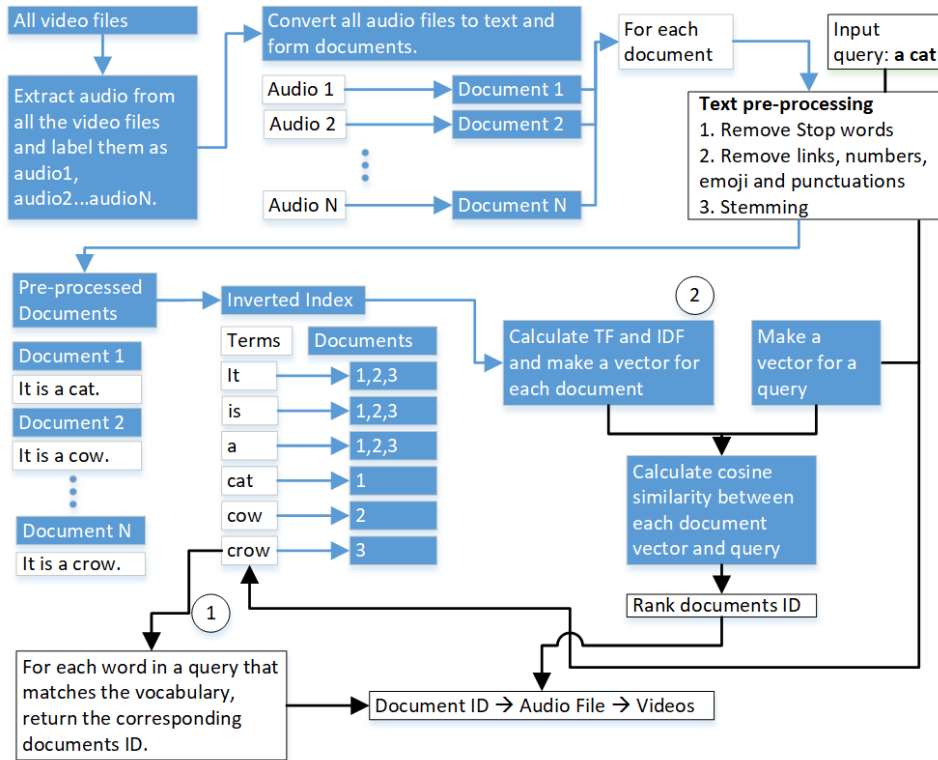 All video files
Extract audio from
all the video files
and label them as
audio1,
audio2...audioN.
Convert all audio files to text and
form documents.
Audio 1
Document 1
Audio 2
Document 2
Audio N
Document N
For each
document
Input
query: a cat
Text pre-processing
1. Remove Stop words
2. Remove links, numbers,
emoji and punctuations
3. Stemming
Pre-processed
Documents
Document 1
It is a cat.
Document 2
It is a cow.
Document N
It is a crow.
Inverted Index
Terms
Documents
It
1,2,3
is
1,2,3
a
1,2,3
cat
1
cow
2
crow
3
2
Calculate TF and IDF
and make a vector for
each document
Make a
vector for a
query
Calculate cosine
similarity between
each document
vector and query
Rank documents ID
1
For each word in a query that
matches the vocabulary,
return the corresponding
documents ID.
Document ID → Audio File → Videos